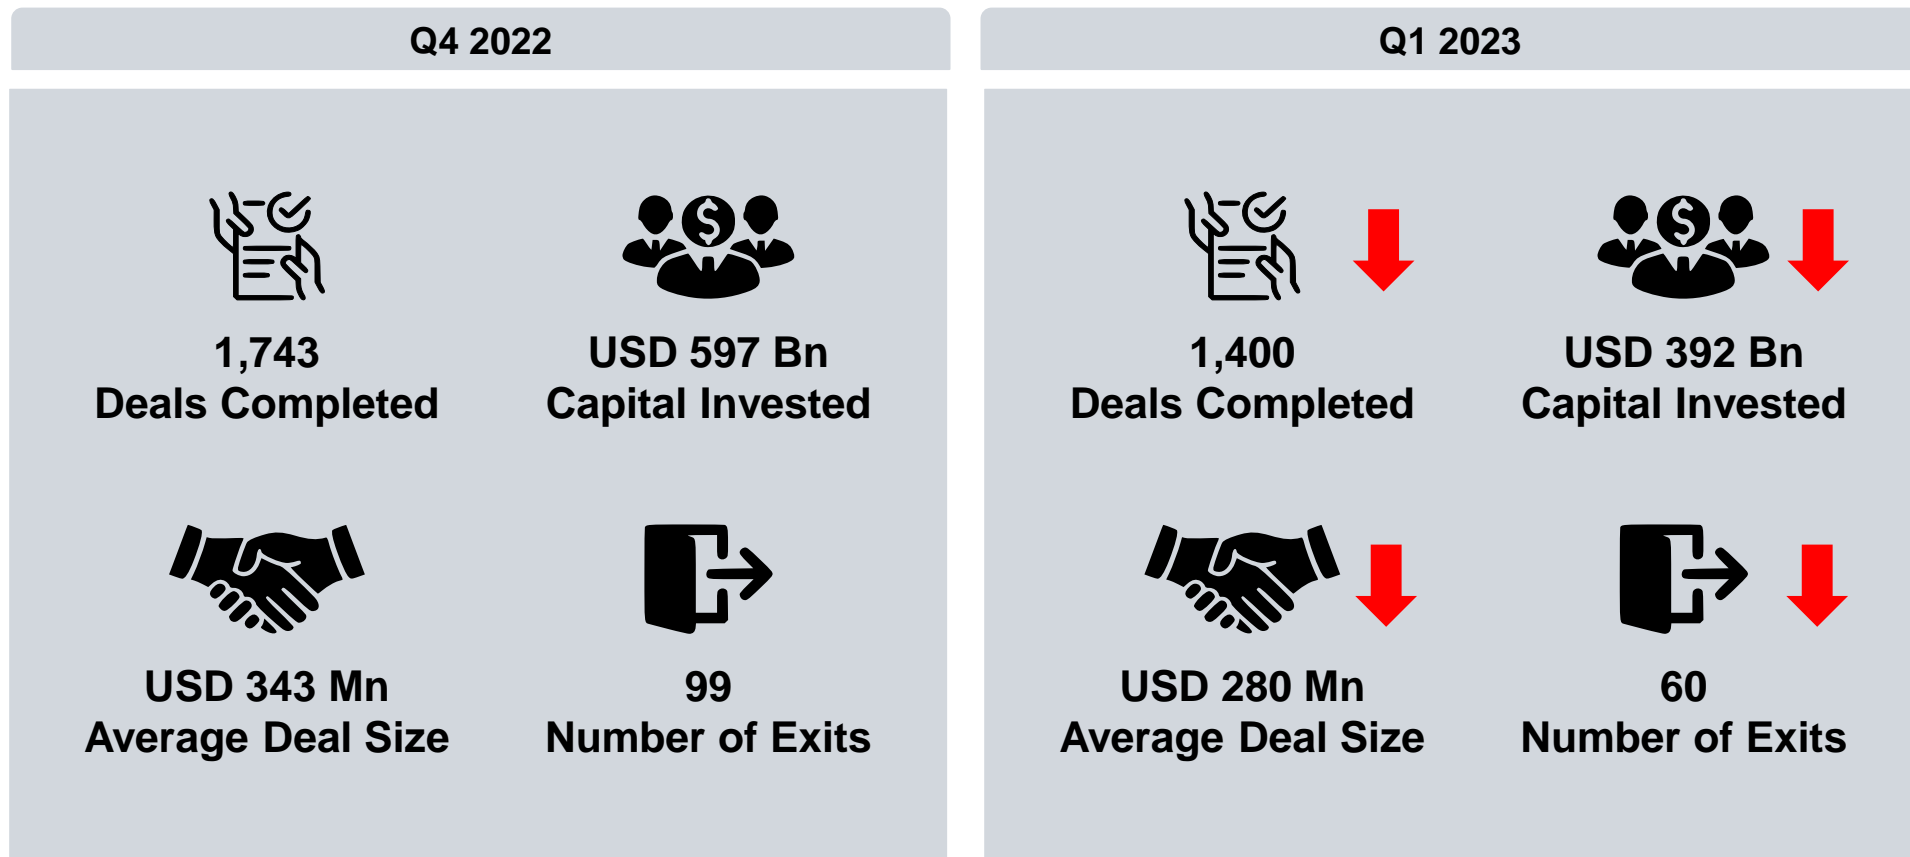 Q4 2022
1,743
Deals Completed
USD 597 Bn
Capital Invested
USD 343 Mn
Average Deal Size
99
Number of Exits
Q1 2023
1,400
Deals Completed
USD 392 Bn
Capital Invested
USD 280 Mn
Average Deal Size
60
Number of Exits